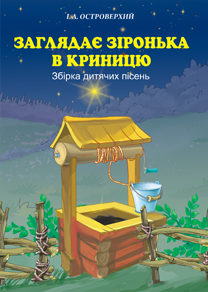 І. А. ОСТРОВЕРХИЙ
ЗАГЛЯДАЄ ЗІРОНЬКА
В КРИНИЦЮ
Збірка дитячих пісень